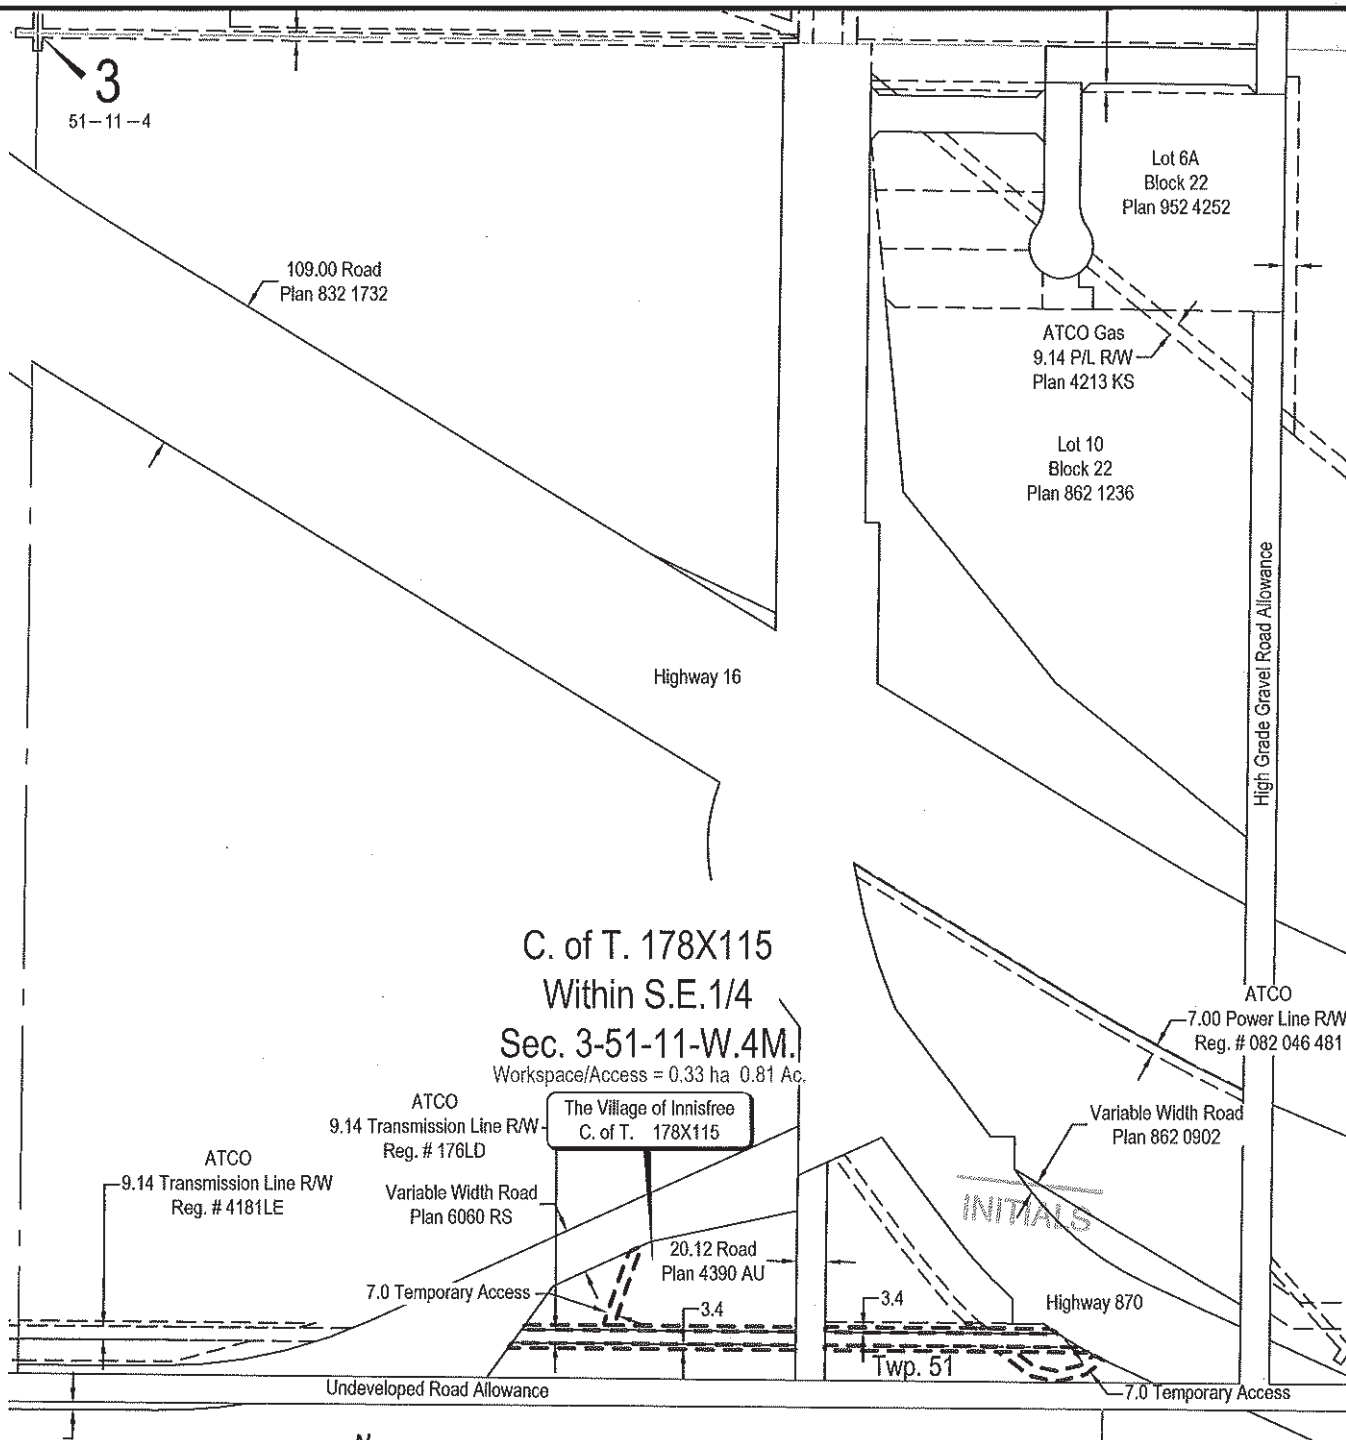 3
51-11-4
Lot 6A
Block 22
Plan 952 4252
109.00 Road
Plan 832 1732
ATCO Gas
9.14 P/L R/W
Plan 4213 KS
Lot 10
Block 22
Plan 862 1236
High Grade Gravel Road Allowance
Highway 16
C. of T. 178X115
Within S.E.1/4
Sec. 3-51-11-W.4M.
Workspace/Access = 0.33 ha 0.81 Ac.
ATCO
7.00 Power Line R/W
Reg. # 082 046 481
The Village of Innisfree
C. of T. 178X115
ATCO
9.14 Transmission Line R/W
Reg. # 176LD
Variable Width Road
Plan 862 0902
ATCO
9.14 Transmission Line R/W
Reg. # 4181LE
Variable Width Road
Plan 6060 RS
INITIALS
20.12 Road
Plan 4390 AU
7.0 Temporary Access
3.4
3.4
Highway 870
Twp. 51
Undeveloped Road Allowance
7.0 Temporary Access